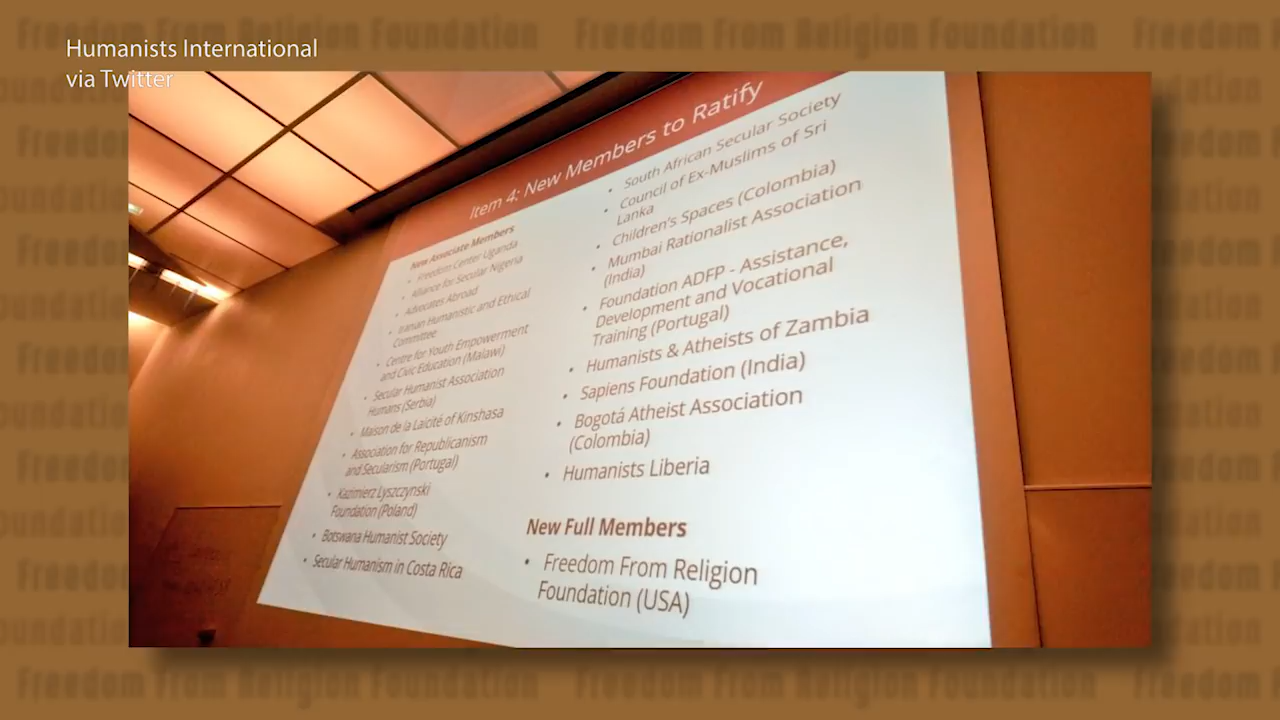 Humanists International
via Twitter
Item 4: New Members to Ratify
New Associate Members
• Freedom Center Uganda
• Alliance for Secular Nigeria
• Advocates Abroad
• Iranian Humanistic and Ethical
Committee
• Centre for Youth Empowerment
and Civic Education (Malawi)
• Secular Humanist Association
Humans (Serbia)
• Maison de la Laïcité of Kinshasa
• Association for Republicanism
and Secularism (Portugal)
• Kazimierz Lyszczynski
Foundation (Poland)
• Botswana Humanist Society
• Secular Humanism in Costa Rica
• South African Secular Society
• Council of Ex-Muslims of Sri
Lanka
• Children's Spaces (Colombia)
• Mumbai Rationalist Association
(India)
• Foundation ADFP - Assistance,
Development and Vocational
Training (Portugal)
• Humanists & Atheists of Zambia
• Sapiens Foundation (India)
• Bogotá Atheist Association
(Colombia)
• Humanists Liberia
New Full Members
• Freedom From Religion
Foundation (USA)
Freedom From Religion Foundation